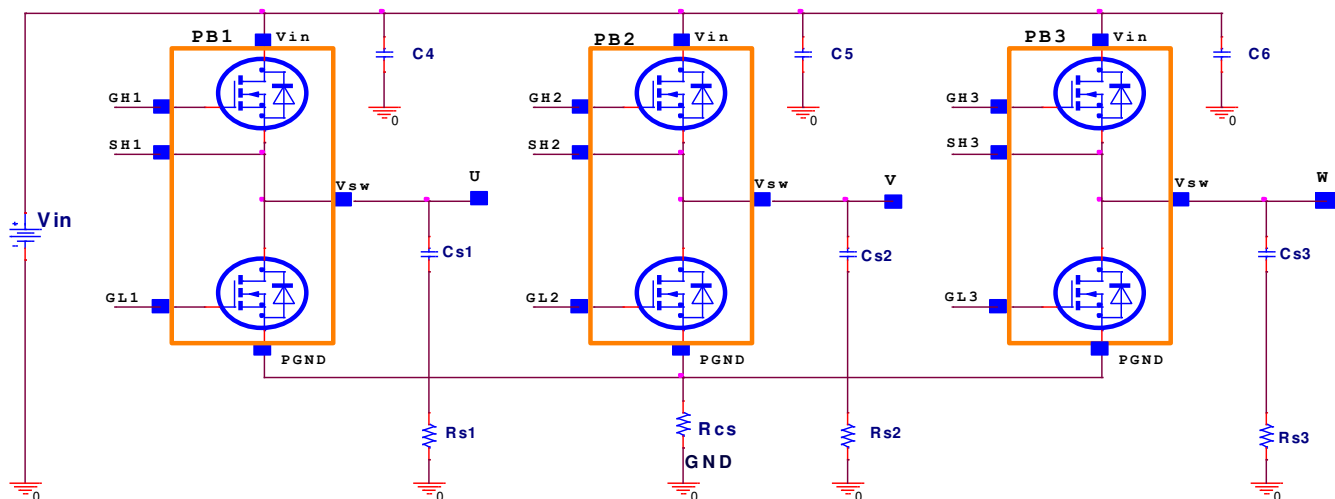 PB1
Vin
C4
PB2
Vin
C5
PB3
Vin
C6
0
0
0
GH1
GH2
GH3
SH1
SH2
SH3
U
V
W
Vsw
Vsw
Vsw
Vin
Cs1
Cs2
Cs3
GL1
GL2
GL3
PGND
PGND
PGND
Rs1
Rcs
Rs2
Rs3
GND
0
0
0
0
0